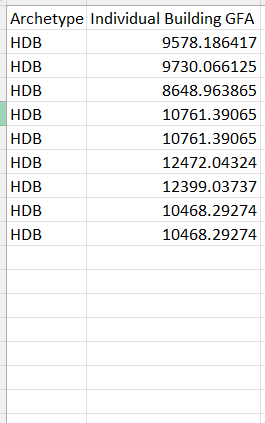 Archetype Individual Building GFA
HDB 9578.186417
HDB 9730.066125
HDB 8648.963865
HDB 10761.39065
HDB 10761.39065
HDB 12472.04324
HDB 12399.03737
HDB 10468.29274
HDB 10468.29274